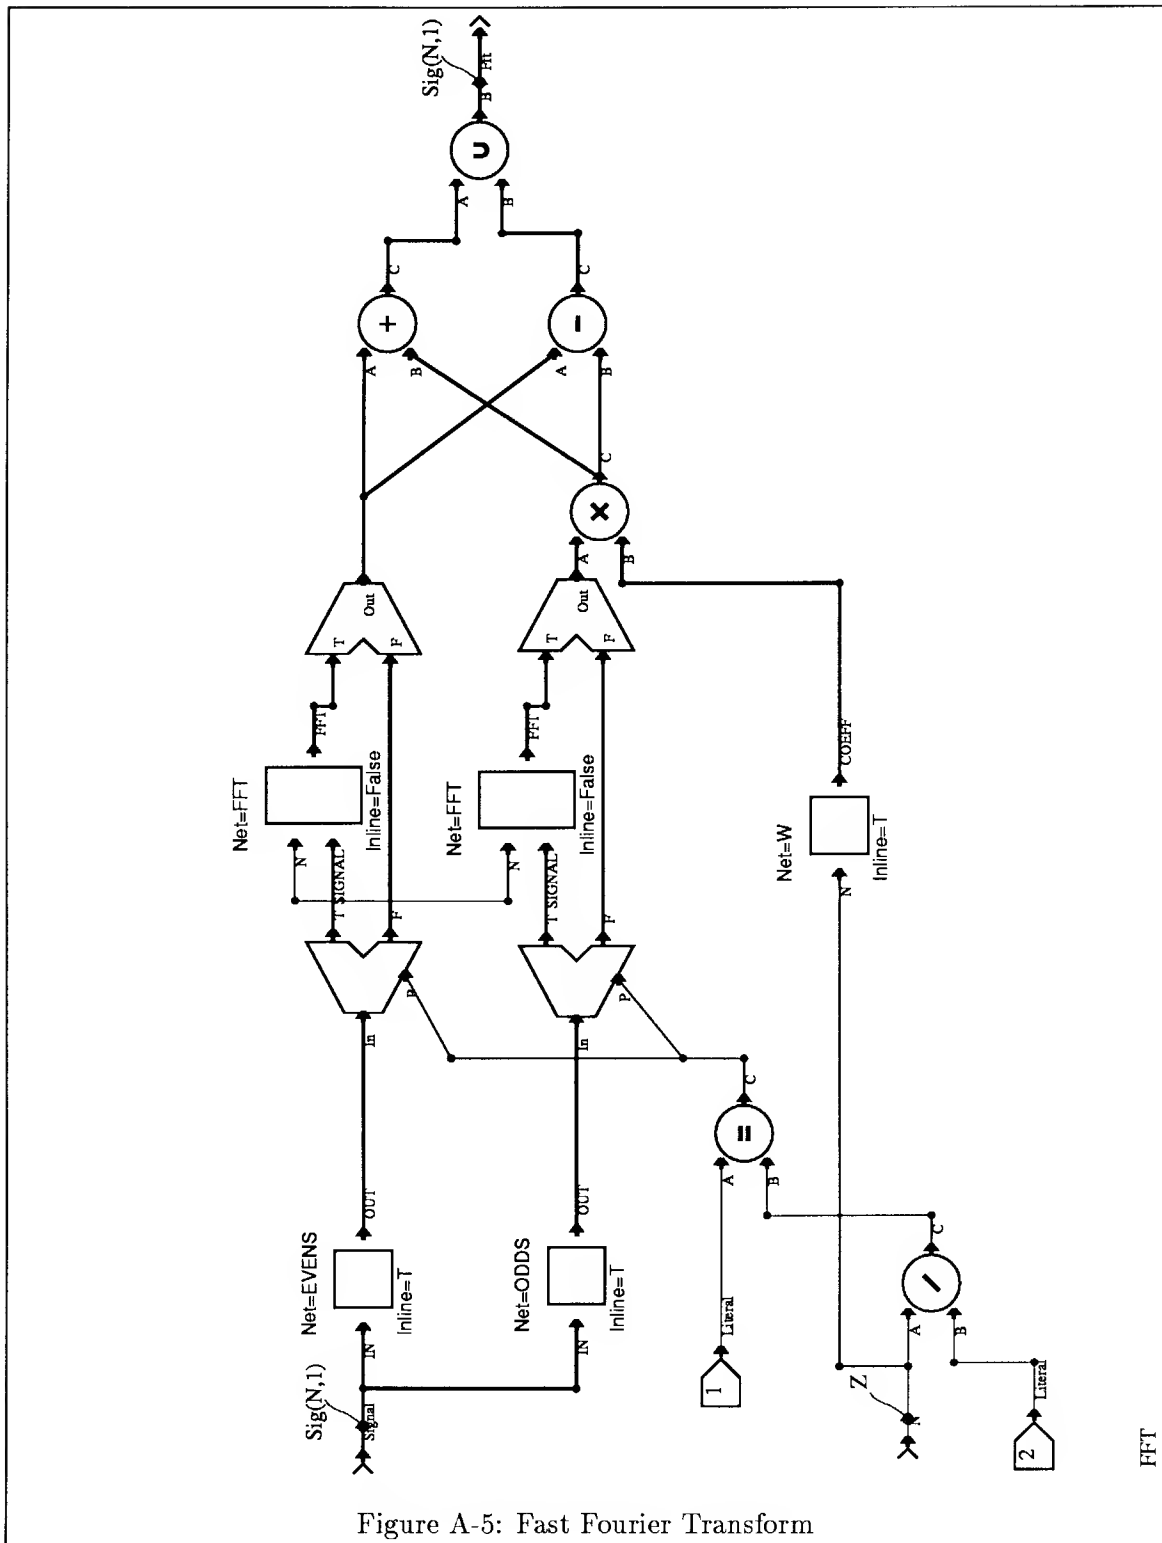 Sig(N,1)
Fft
B
∪
A
B
C
C
+
−
A
B
A
B
C
×
A
B
Out
T
F
Out
T
F
FFT
FFT
COEFF
Net=FFT
Inline=False
Net=FFT
Inline=False
Net=W
Inline=T
N
T SIGNAL
F
N
T SIGNAL
F
N
P
P
In
In
C
=
A
B
OUT
OUT
Net=EVENS
Inline=T
Net=ODDS
Inline=T
IN
IN
C
/
A
B
Sig(N,1)
Signal
Literal
1
Z
N
Literal
2
FFT
Figure A-5: Fast Fourier Transform